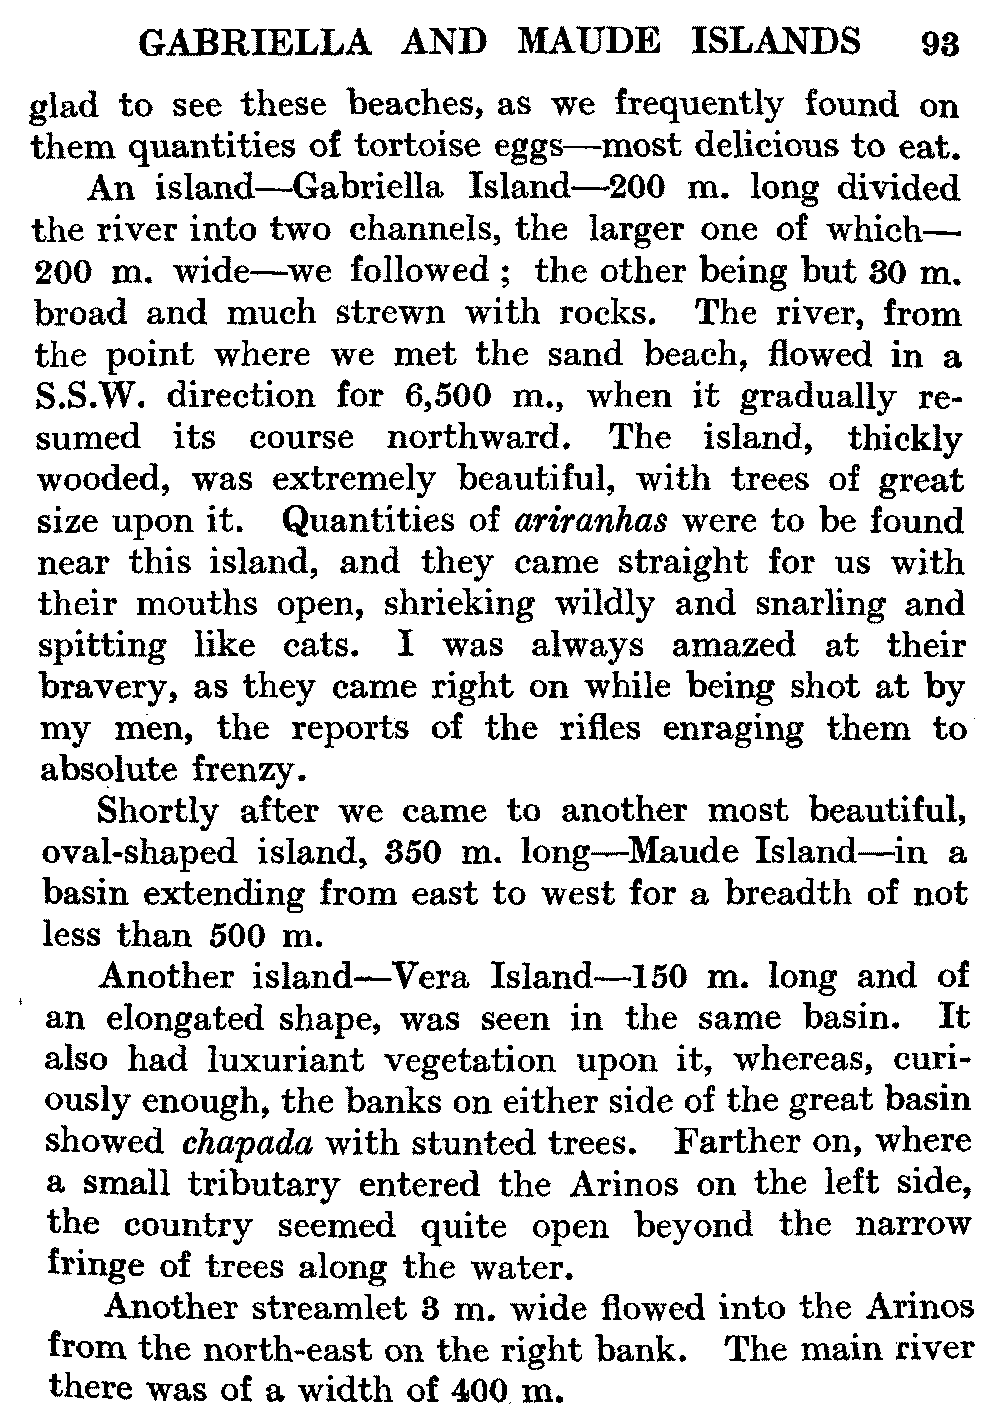 GABRIELLA AND MAUDE ISLANDS 93
glad to see these beaches, as we frequently found on
them quantities of tortoise eggs—most delicious to eat.
An island—Gabriella Island—200 m. long divided
the river into two channels, the larger one of which—
200 m. wide—we followed ; the other being but 30 m.
broad and much strewn with rocks. The river, from
the point where we met the sand beach, flowed in a
S.S.W. direction for 6,500 m., when it gradually re-
sumed its course northward. The island, thickly
wooded, was extremely beautiful, with trees of great
size upon it. Quantities of ariranhas were to be found
near this island, and they came straight for us with
their mouths open, shrieking wildly and snarling and
spitting like cats. I was always amazed at their
bravery, as they came right on while being shot at by
my men, the reports of the rifles enraging them to
absolute frenzy.
Shortly after we came to another most beautiful,
oval-shaped island, 350 m. long—Maude Island—in a
basin extending from east to west for a breadth of not
less than 500 m.
Another island—Vera Island—150 m. long and of
an elongated shape, was seen in the same basin. It
also had luxuriant vegetation upon it, whereas, curi-
ously enough, the banks on either side of the great basin
showed chapada with stunted trees. Farther on, where
a small tributary entered the Arinos on the left side,
the country seemed quite open beyond the narrow
fringe of trees along the water.
Another streamlet 3 m. wide flowed into the Arinos
from the north-east on the right bank. The main river
there was of a width of 400 m.